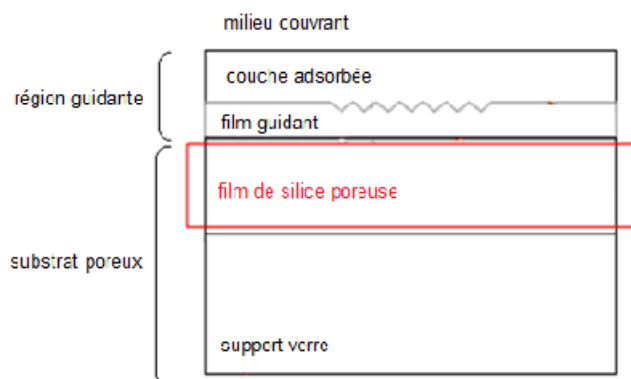 milieu couvrant
couche adsorbée
région guidante
film guidant
film de silice poreuse
substrat poreux
support verre